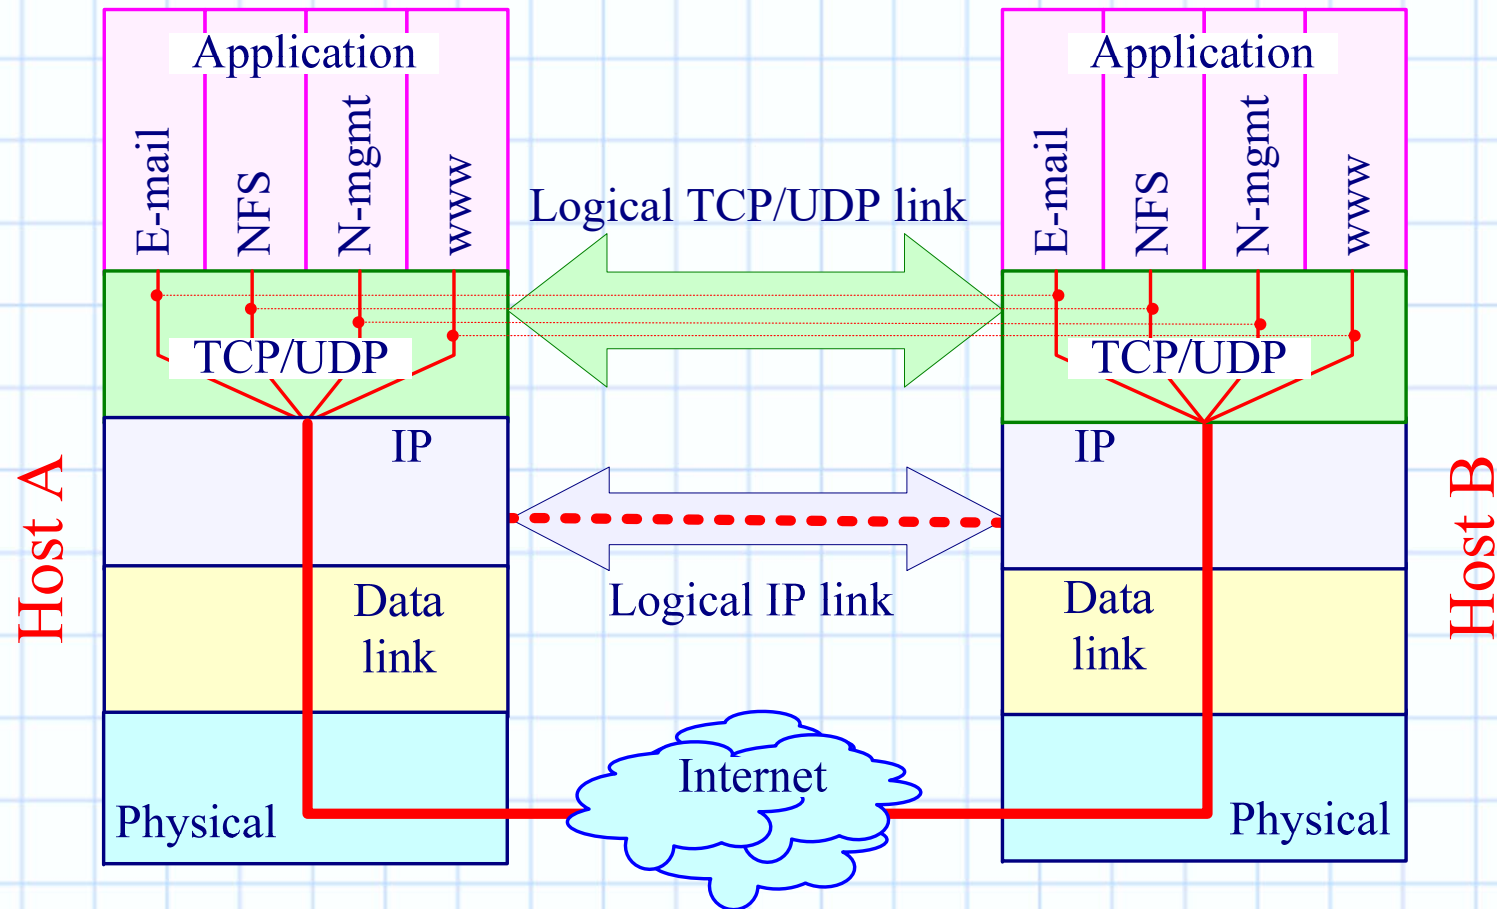 Application
Application
E-mail
NFS
N-mgmt
www
E-mail
NFS
N-mgmt
www
Logical TCP/UDP link
TCP/UDP
TCP/UDP
IP
IP
Host A
Host B
Logical IP link
Data
link
Data
link
Internet
Physical
Physical